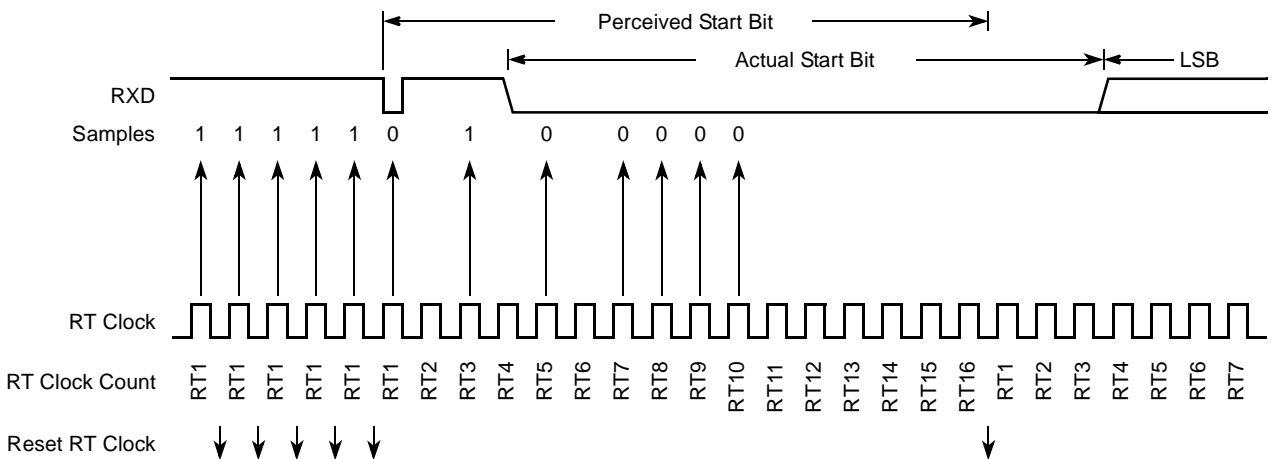 Perceived Start Bit
Actual Start Bit LSB
RXD
Samples 1 1 1 1 1 0 1 0 0 0 0 0
RT Clock
RT Clock Count RT1 RT1 RT1 RT1 RT1 RT1 RT2 RT3 RT4 RT5 RT6 RT7 RT8 RT9 RT10 RT11 RT12 RT13 RT14 RT15 RT16 RT1 RT2 RT3 RT4 RT5 RT6 RT7
Reset RT Clock